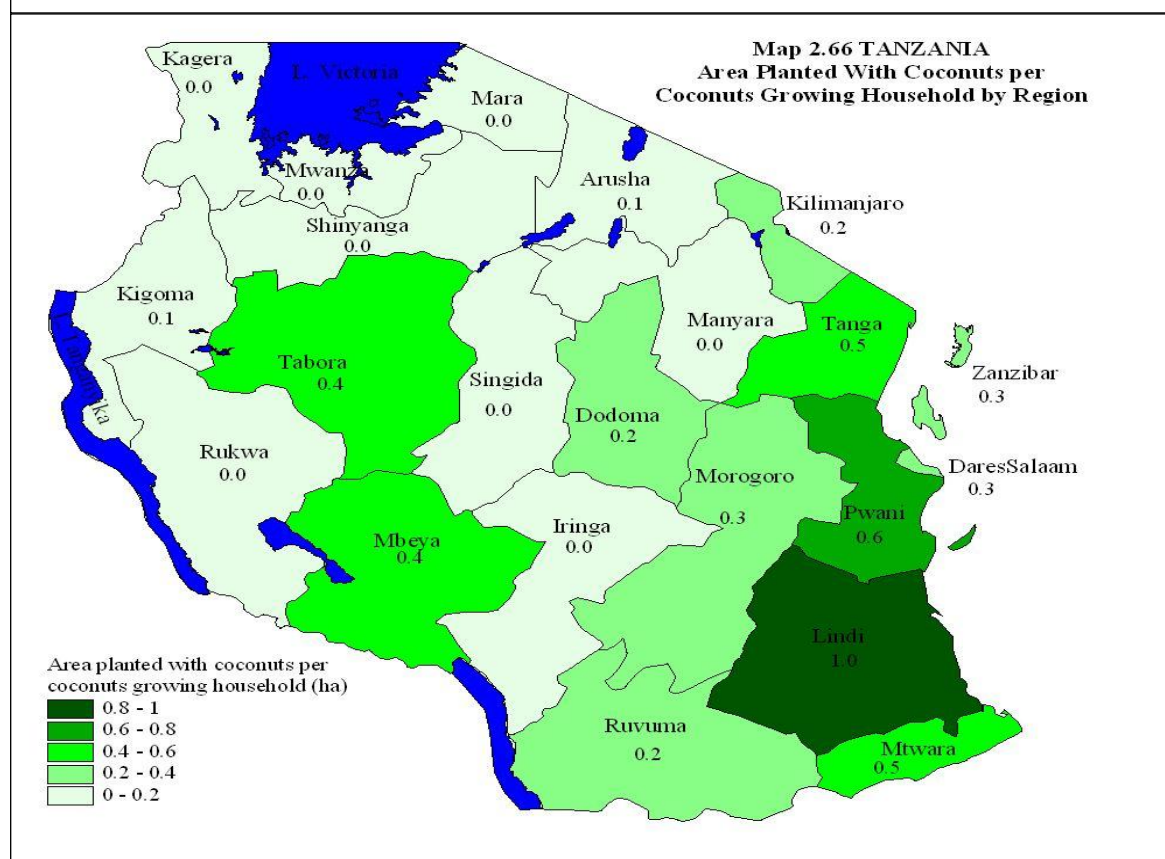 Map 2.66 TANZANIA
Area Planted With Coconuts per
Coconuts Growing Household by Region
Kagera
0.0
L. Victoria
Mara
0.0
Mwanza
0.0
Arusha
0.1
Kilimanjaro
0.2
Shinyanga
0.0
Kigoma
0.1
Manyara
0.0
Tanga
0.5
Tabora
0.4
Singida
0.0
Zanzibar
0.3
L. Tanganyika
Dodoma
0.2
Rukwa
0.0
Morogoro
0.3
DaresSalaam
0.3
Pwani
0.6
Iringa
0.0
Mbeya
0.4
Lindi
1.0
Ruvuma
0.2
Mtwara
0.5
Area planted with coconuts per
coconuts growing household (ha)
0.8 - 1
0.6 - 0.8
0.4 - 0.6
0.2 - 0.4
0 - 0.2